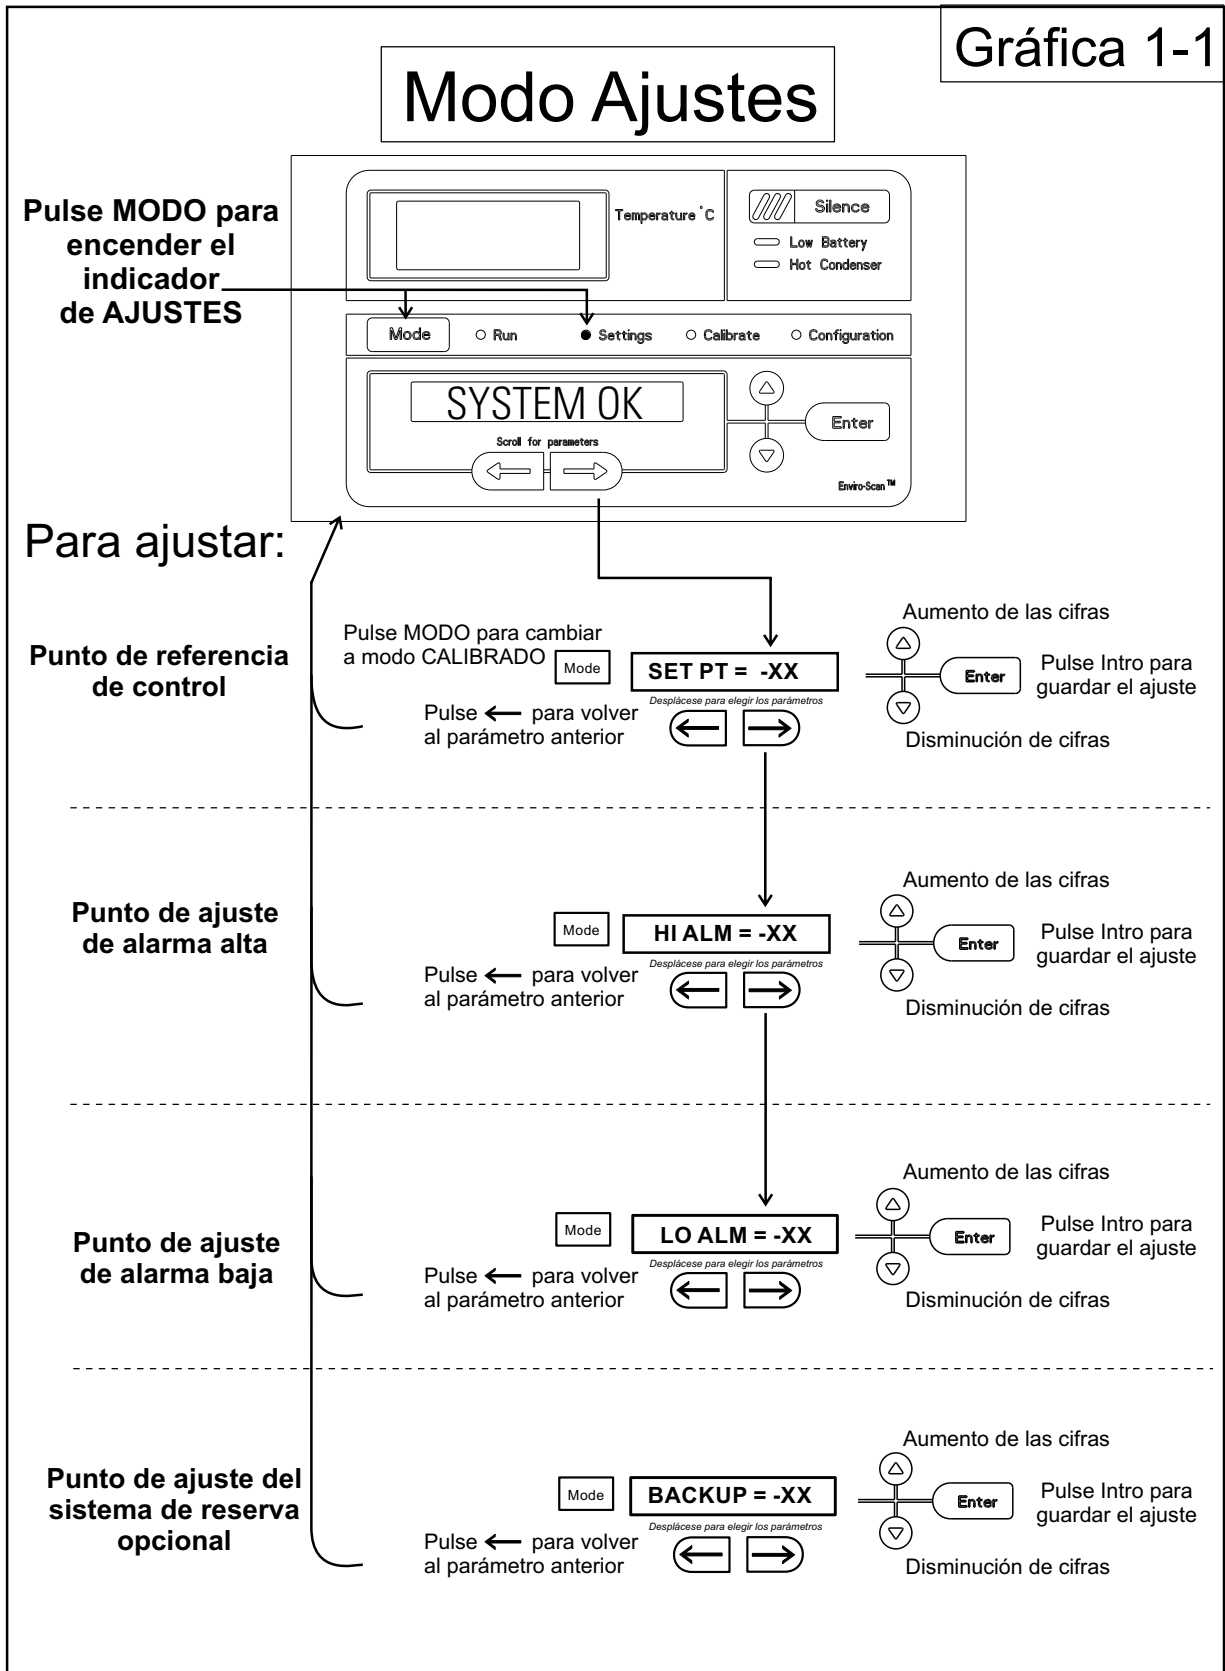 Gráfica 1-1
Modo Ajustes
Pulse MODO para
encender el
indicador
de AJUSTES
Temperature °C
Silence
Low Battery
Hot Condenser
Mode
Run
Settings
Calibrate
Configuration
SYSTEM OK
Scroll for parameters
Enter
Enviro-Scan ™
Para ajustar:
Punto de referencia
de control
Pulse MODO para cambiar
a modo CALIBRADO
Mode
SET PT = -XX
Desplácese para elegir los parámetros
Pulse ← para volver
al parámetro anterior
Aumento de las cifras
Enter
Pulse Intro para
guardar el ajuste
Disminución de cifras
Punto de ajuste
de alarma alta
Mode
HI ALM = -XX
Desplácese para elegir los parámetros
Pulse ← para volver
al parámetro anterior
Aumento de las cifras
Enter
Pulse Intro para
guardar el ajuste
Disminución de cifras
Punto de ajuste
de alarma baja
Mode
LO ALM = -XX
Desplácese para elegir los parámetros
Pulse ← para volver
al parámetro anterior
Aumento de las cifras
Enter
Pulse Intro para
guardar el ajuste
Disminución de cifras
Punto de ajuste del
sistema de reserva
opcional
Mode
BACKUP = -XX
Desplácese para elegir los parámetros
Pulse ← para volver
al parámetro anterior
Aumento de las cifras
Enter
Pulse Intro para
guardar el ajuste
Disminución de cifras